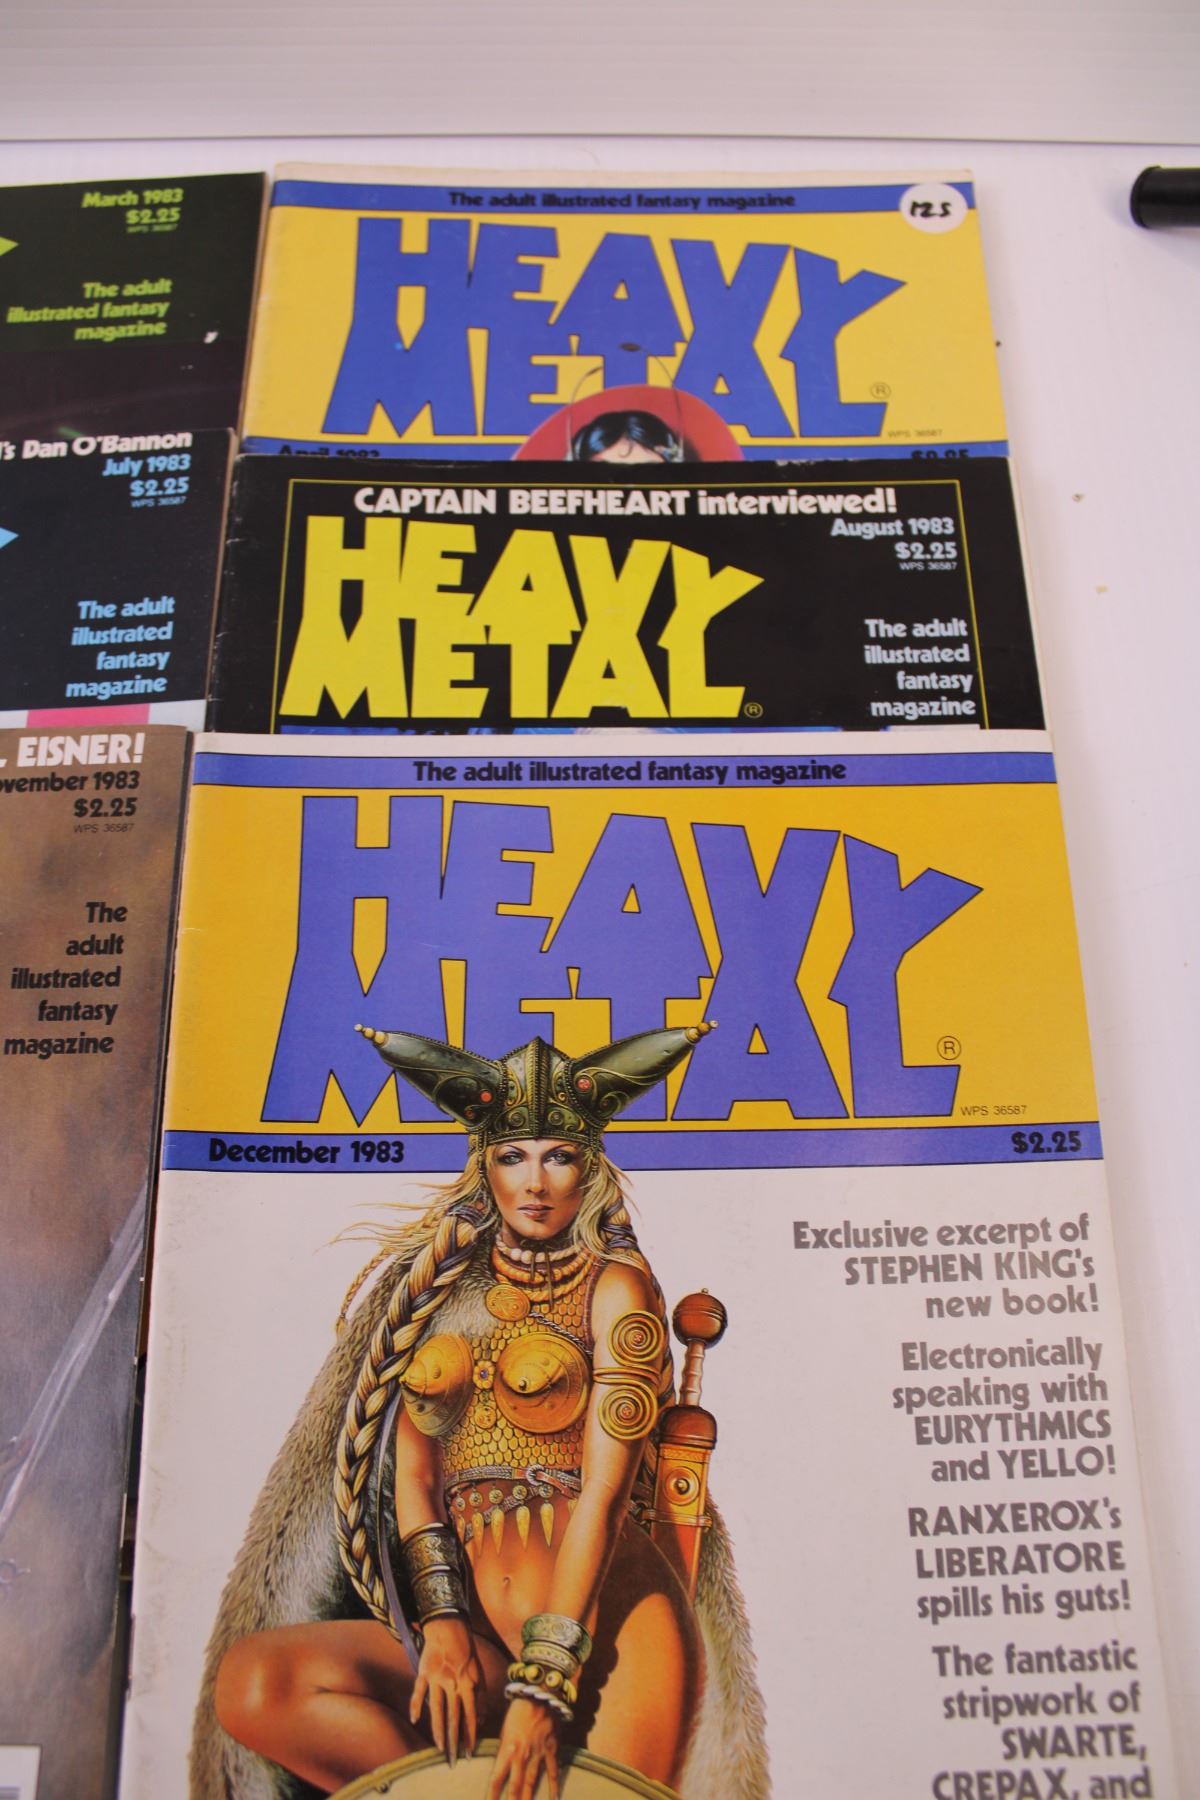 March 1983
$2.25
WPS 36587
The adult
illustrated fantasy
magazine
The adult illustrated fantasy magazine
125
HEAVY
METAL
®
WPS 36587
April 1983
$2.25
's Dan O'Bannon
July 1983
$2.25
WPS 36587
The adult
illustrated
fantasy
magazine
CAPTAIN BEEFHEART interviewed!
HEAVY
METAL
®
August 1983
$2.25
WPS 36587
The adult
illustrated
fantasy
magazine
EISNER!
vember 1983
$2.25
WPS 36587
The
adult
illustrated
fantasy
magazine
The adult illustrated fantasy magazine
HEAVY
METAL
®
WPS 36587
December 1983
$2.25
Exclusive excerpt of
STEPHEN KING's
new book!
Electronically
speaking with
EURYTHMICS
and YELLO!
RANXEROX's
LIBERATORE
spills his guts!
The fantastic
stripwork of
SWARTE,
CREPAX, and